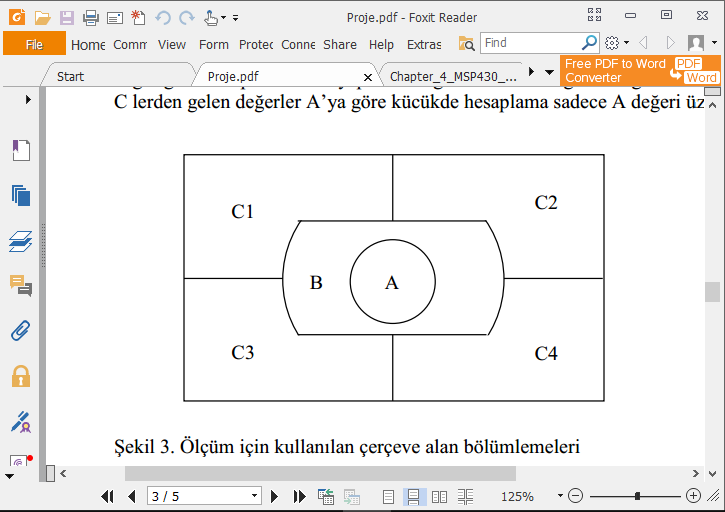 Proje.pdf - Foxit Reader
File Home Comm View Form Protec Conne Share Help Extras Find
Start Proje.pdf Chapter_4_MSP430_... Free PDF to Word Converter PDF Word
C lerden gelen değerler A’ya göre kücükde hesaplama sadece A değeri üz
C1 C2
B A
C3 C4
Şekil 3. Ölçüm için kullanılan çerçeve alan bölümlemeleri
3 / 5 125%